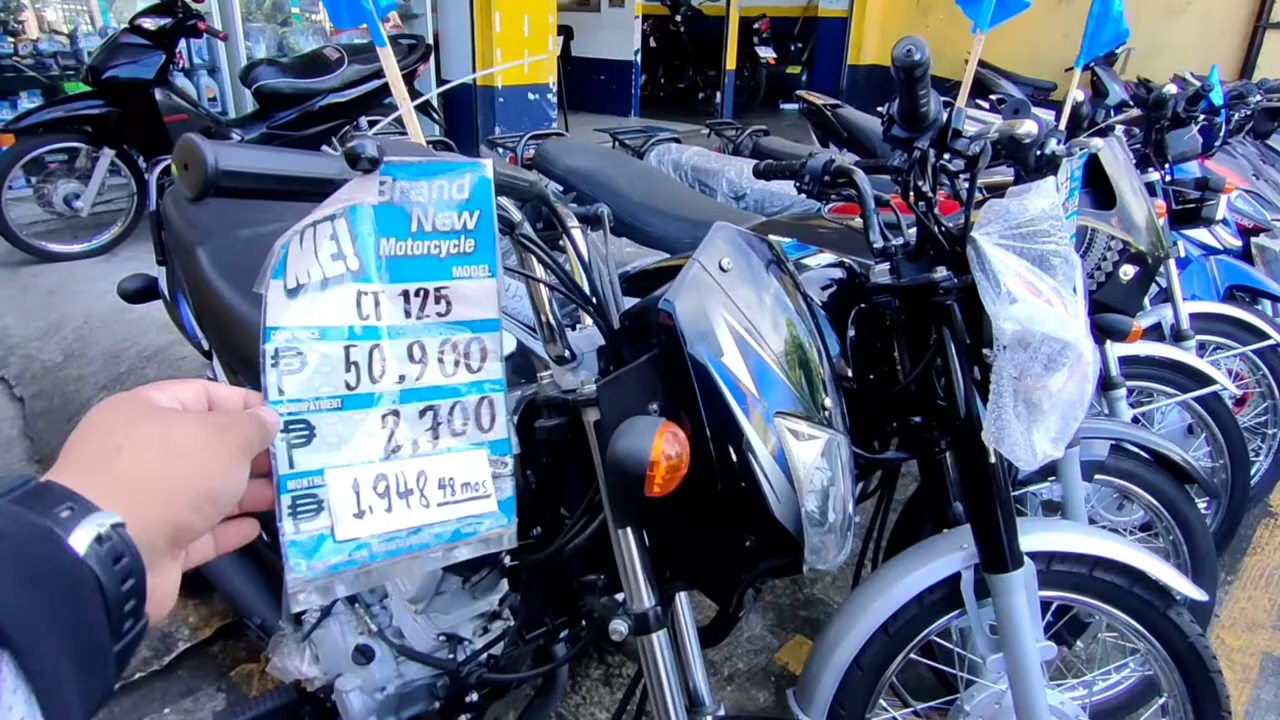 Brand
New
ME!
Motorcycle
MODEL
CT 125
₱ 50,900
₱ 2,700
₱ 1,948 48 mos